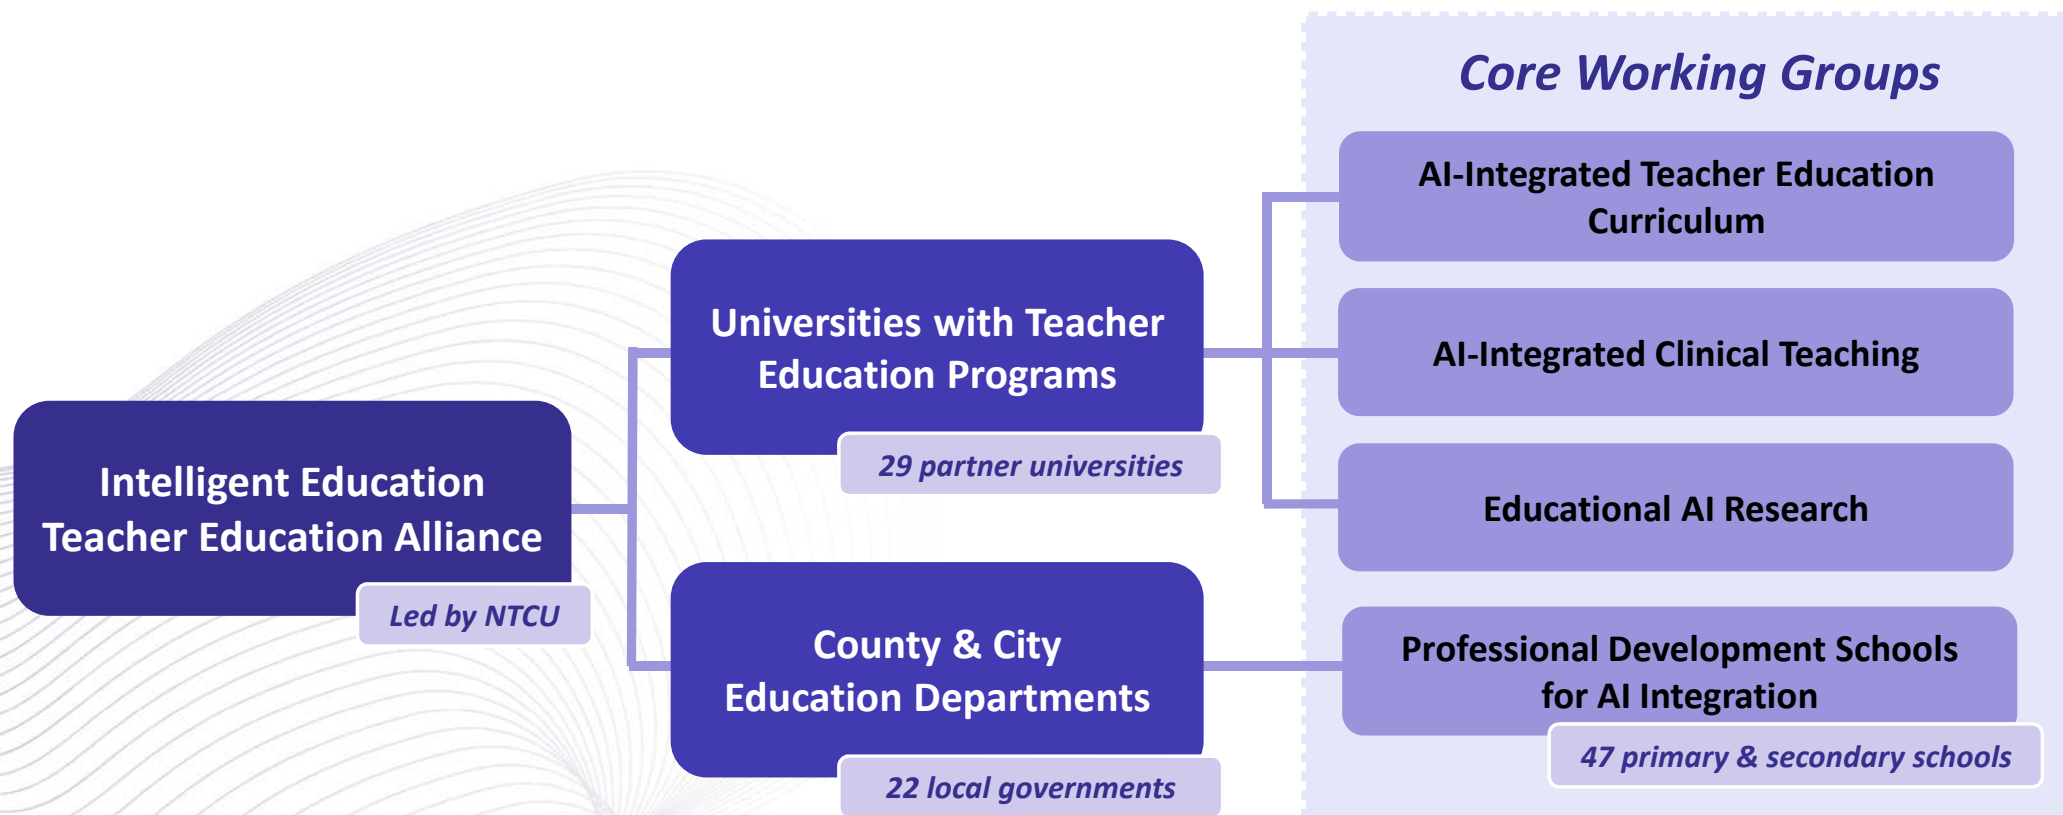 Core Working Groups
AI-Integrated Teacher Education
Curriculum
Universities with Teacher
Education Programs
29 partner universities
AI-Integrated Clinical Teaching
Intelligent Education
Teacher Education Alliance
Led by NTCU
Educational AI Research
County & City
Education Departments
22 local governments
Professional Development Schools
for AI Integration
47 primary & secondary schools